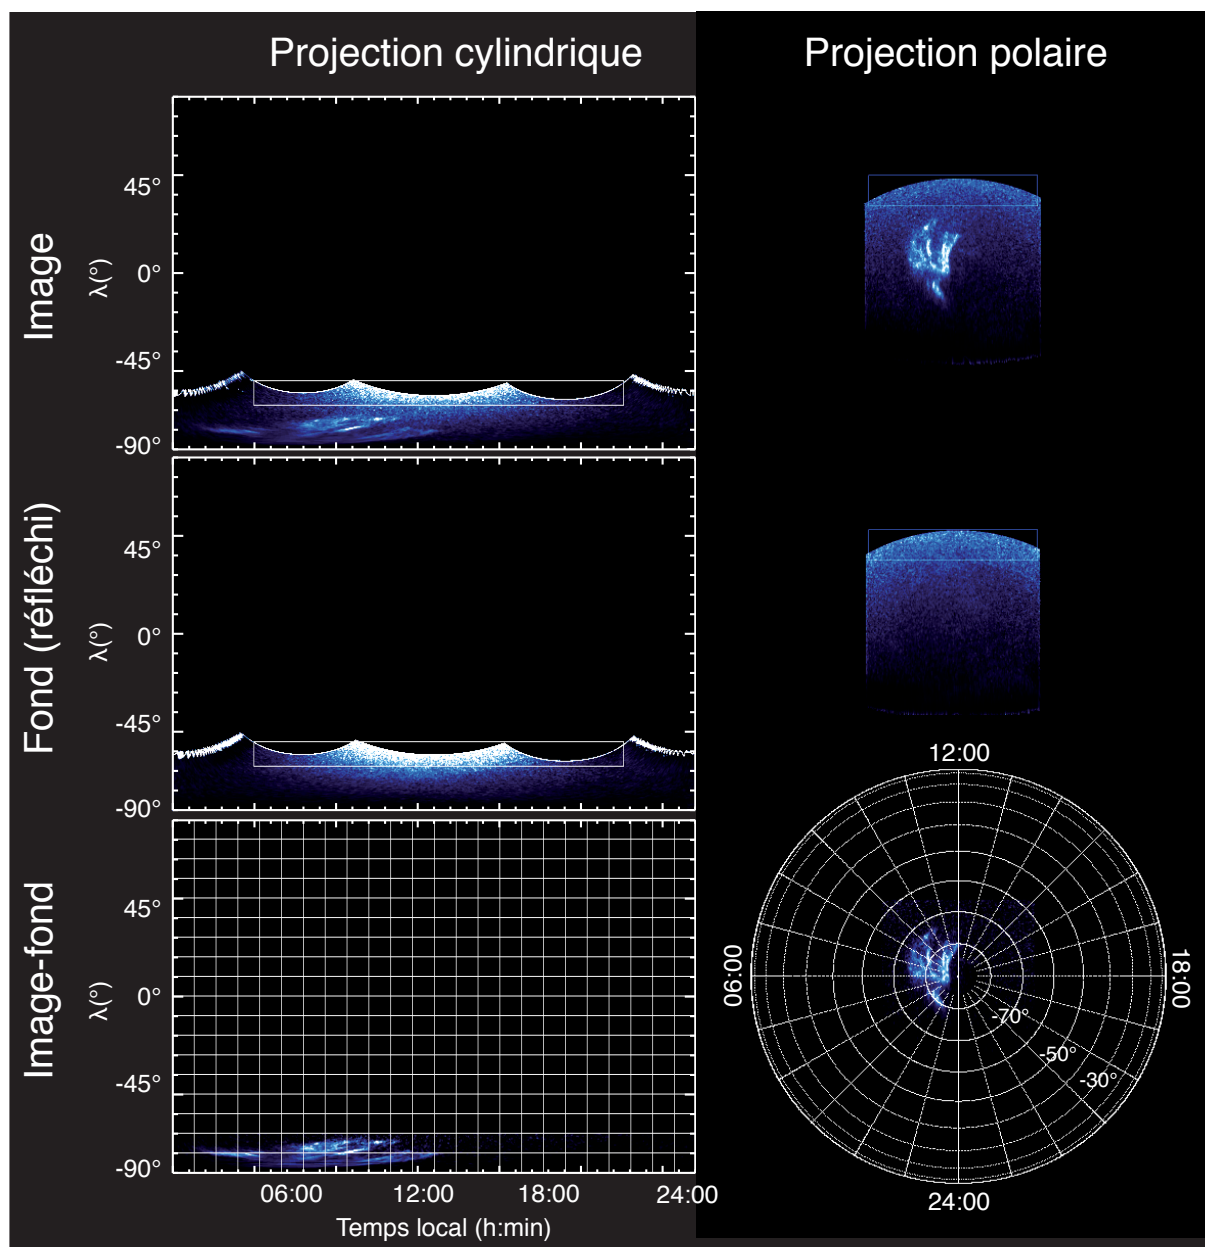 Projection cylindrique
Projection polaire
Image
λ(°)
45°
0°
-45°
-90°
Fond (réfléchi)
λ(°)
45°
0°
-45°
-90°
Image-fond
λ(°)
45°
0°
-45°
-90°
06:00
12:00
18:00
24:00
Temps local (h:min)
12:00
06:00
18:00
-70°
-50°
-30°
24:00